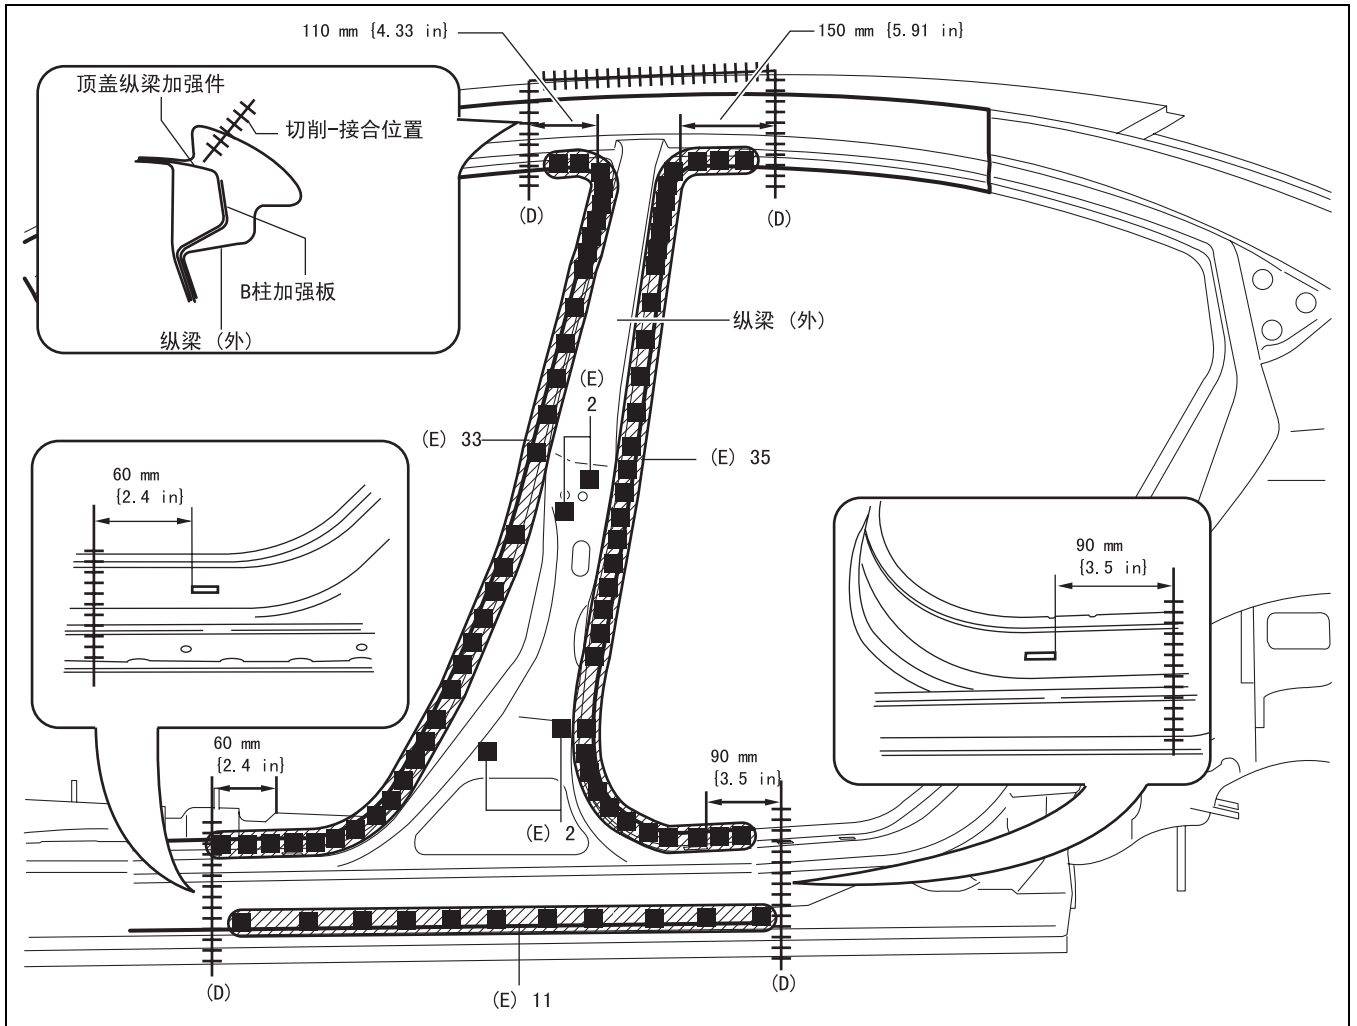 110 mm {4.33 in}
150 mm {5.91 in}
顶盖纵梁加强件
切削-接合位置
B柱加强板
纵梁 (外)
(D)
(D)
纵梁 (外)
(E)
2
(E) 33
(E) 35
60 mm
{2.4 in}
90 mm
{3.5 in}
60 mm
{2.4 in}
90 mm
{3.5 in}
(E) 2
(D)
(E) 11
(D)